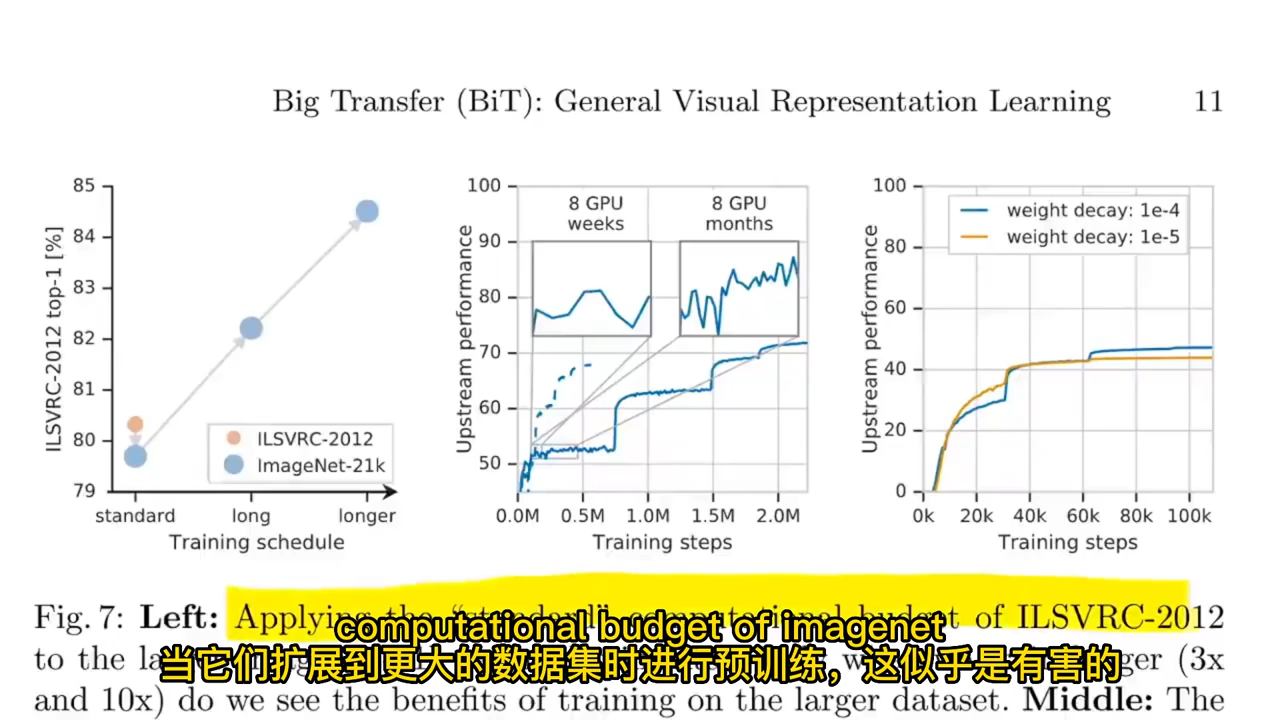 Big Transfer (BiT): General Visual Representation Learning 11
85
84
83
82
81
80
79
ILSVRC-2012 top-1 [%]
ILSVRC-2012
ImageNet-21k
standard long longer
Training schedule
100
90
80
70
60
50
Upstream performance
8 GPU
weeks
8 GPU
months
0.0M 0.5M 1.0M 1.5M 2.0M
Training steps
100
80
60
40
20
0
Upstream performance
weight decay: 1e-4
weight decay: 1e-5
0k 20k 40k 60k 80k 100k
Training steps
Fig. 7: Left: Applying the “standard” computational budget of ILSVRC-2012
computational budget of imagenet
to the la
ger (3x
当它们扩展到更大的数据集时进行预训练，这似乎是有害的
and 10x) do we see the benefits of training on the larger dataset. Middle: The